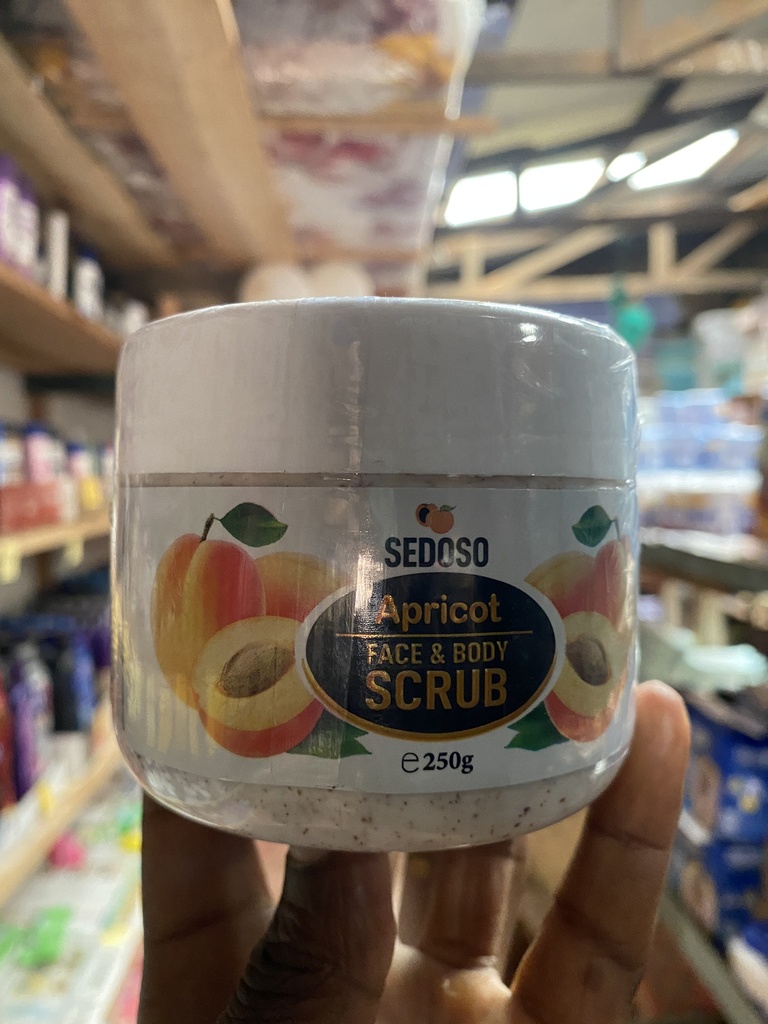 SEDOSO
Apricot
FACE & BODY
SCRUB
℮250g